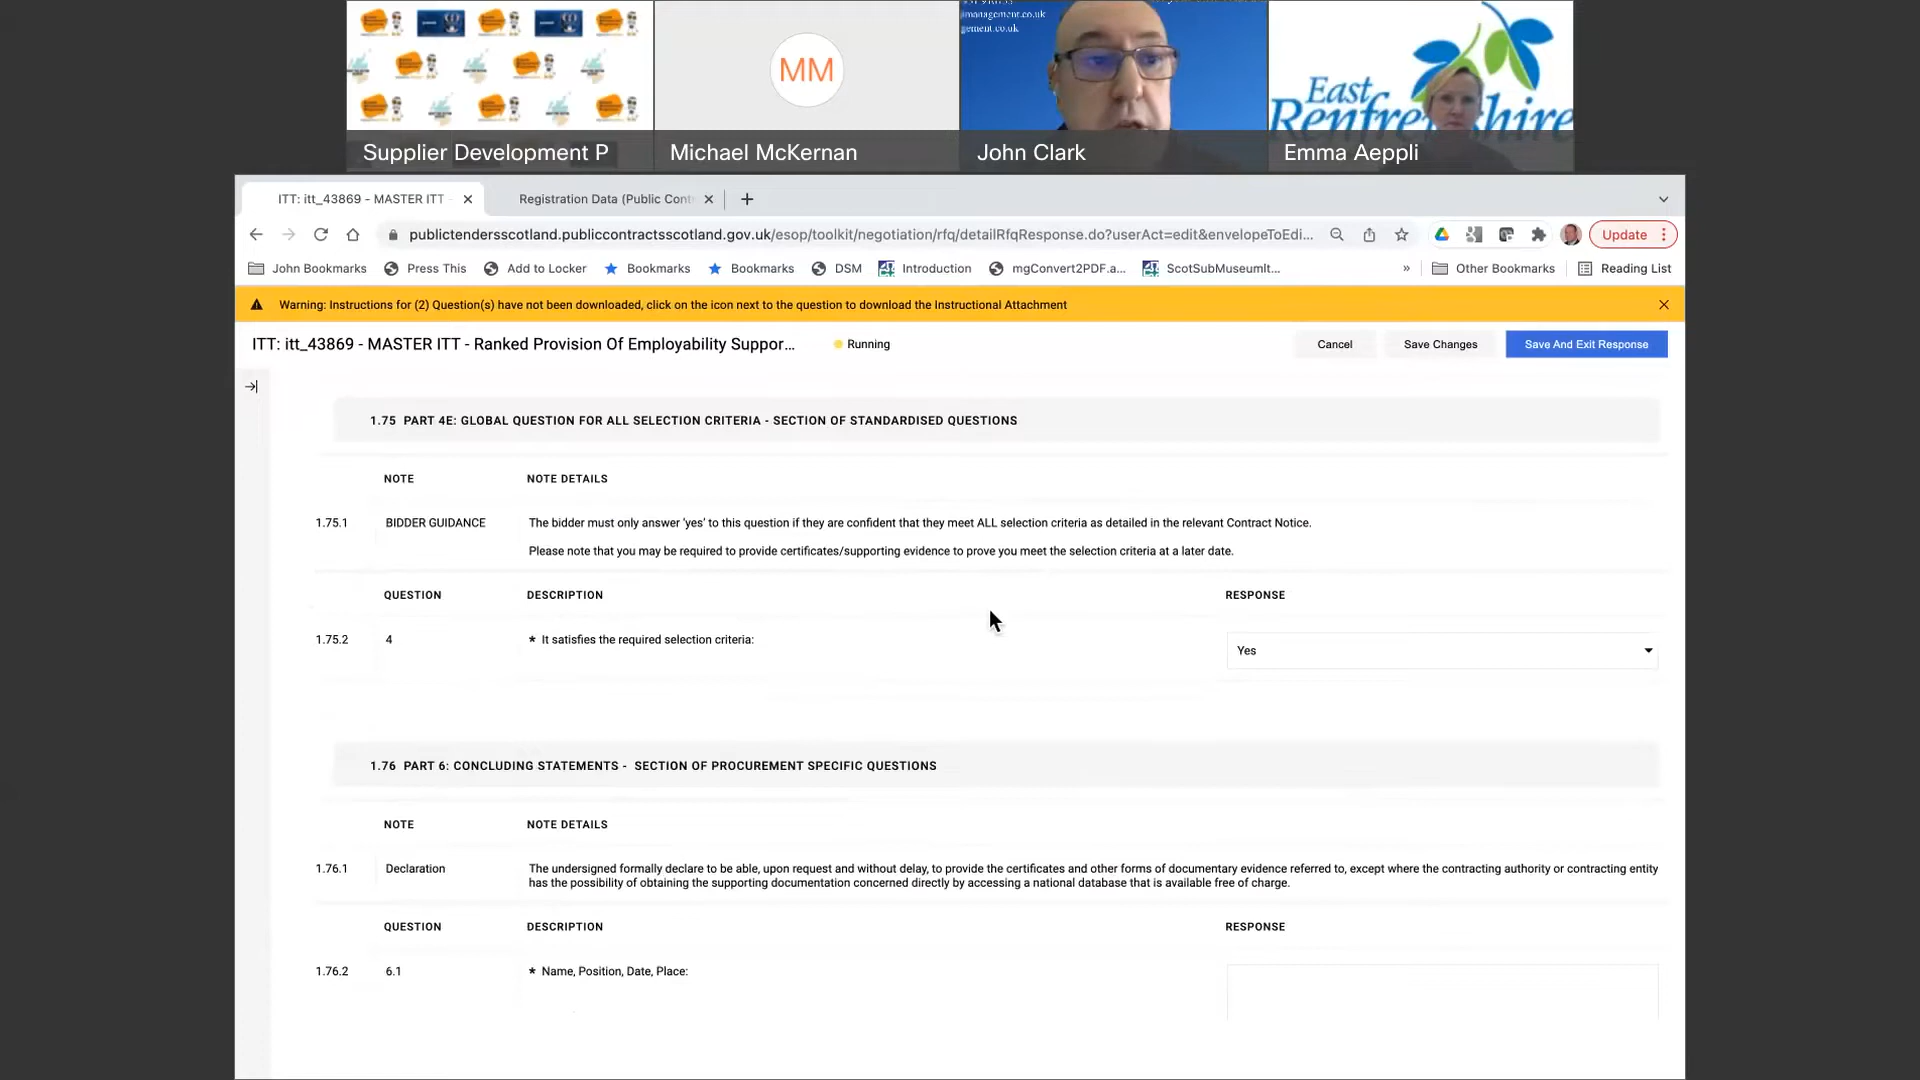 management.co.uk
gement.co.uk
MM
East
Renfrewshire
Supplier Development P
Michael McKernan
John Clark
Emma Aeppli
ITT: itt_43869 - MASTER ITT -
Registration Data (Public Cont
publictendersscotland.publiccontractsscotland.gov.uk/esop/toolkit/negotiation/rfq/detailRfqResponse.do?userAct=edit&envelopeToEdi...
Update
John Bookmarks
Press This
Add to Locker
Bookmarks
Bookmarks
DSM
Introduction
mgConvert2PDF.a...
ScotSubMuseumIt...
»
Other Bookmarks
Reading List
Warning: Instructions for (2) Question(s) have not been downloaded, click on the icon next to the question to download the Instructional Attachment
ITT: itt_43869 - MASTER ITT - Ranked Provision Of Employability Suppor...
Running
Cancel
Save Changes
Save And Exit Response
1.75 PART 4E: GLOBAL QUESTION FOR ALL SELECTION CRITERIA - SECTION OF STANDARDISED QUESTIONS
NOTE NOTE DETAILS
1.75.1 BIDDER GUIDANCE The bidder must only answer 'yes' to this question if they are confident that they meet ALL selection criteria as detailed in the relevant Contract Notice.
Please note that you may be required to provide certificates/supporting evidence to prove you meet the selection criteria at a later date.
QUESTION DESCRIPTION RESPONSE
1.75.2 4 * It satisfies the required selection criteria: Yes
1.76 PART 6: CONCLUDING STATEMENTS - SECTION OF PROCUREMENT SPECIFIC QUESTIONS
NOTE NOTE DETAILS
1.76.1 Declaration The undersigned formally declare to be able, upon request and without delay, to provide the certificates and other forms of documentary evidence referred to, except where the contracting authority or contracting entity
has the possibility of obtaining the supporting documentation concerned directly by accessing a national database that is available free of charge.
QUESTION DESCRIPTION RESPONSE
1.76.2 6.1 * Name, Position, Date, Place: